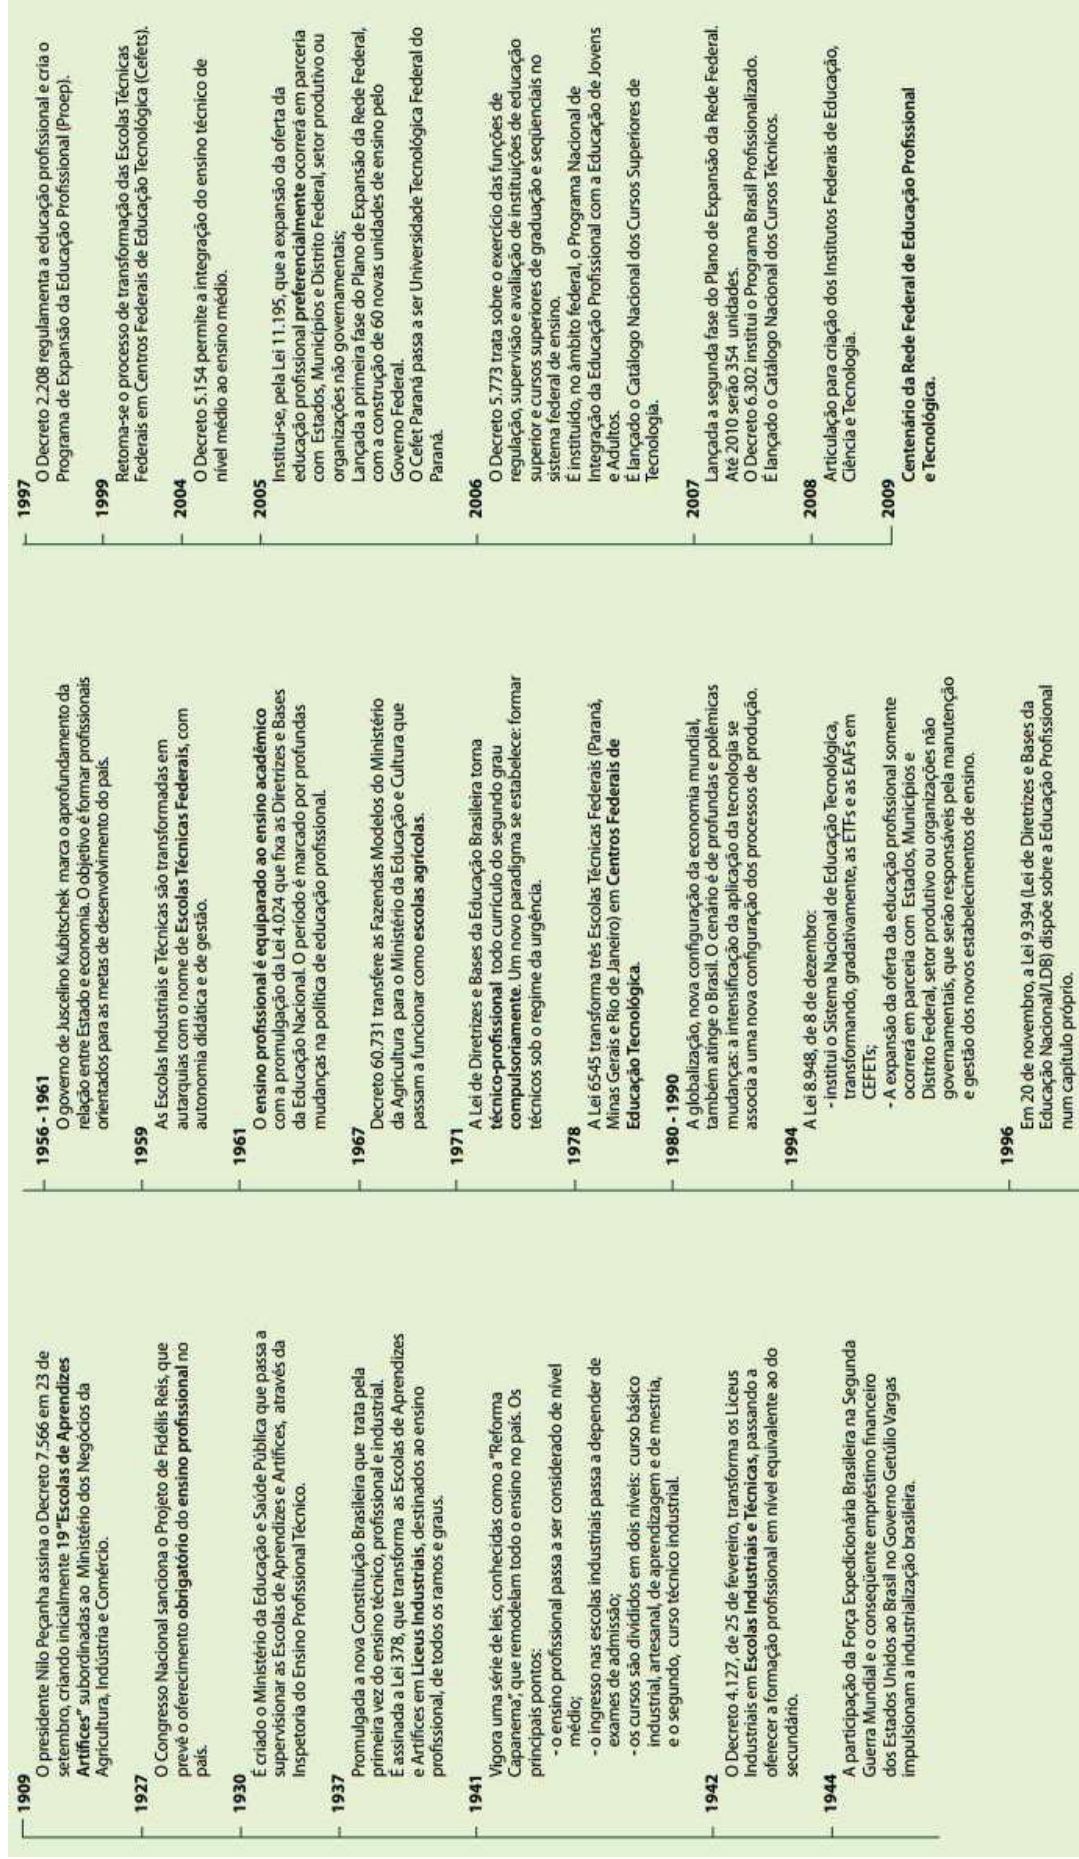 1909
O presidente Nilo Peçanha assina o Decreto 7.566 em 23 de
setembro, criando inicialmente 19 "Escolas de Aprendizes
Artífices" subordinadas ao Ministério dos Negócios da
Agricultura, Indústria e Comércio.
1927
O Congresso Nacional sanciona o Projeto de Fidélis Reis, que
prevê o oferecimento obrigatório do ensino profissional no
país.
1930
É criado o Ministério da Educação e Saúde Pública que passa a
supervisionar as Escolas de Aprendizes e Artífices, através da
Inspetoria do Ensino Profissional Técnico.
1937
Promulgada a nova Constituição Brasileira que trata pela
primeira vez do ensino técnico, profissional e industrial.
É assinada a Lei 378, que transforma as Escolas de Aprendizes
e Artífices em Liceus Industriais, destinados ao ensino
profissional, de todos os ramos e graus.
1941
Vigora uma série de leis, conhecidas como a "Reforma
Capanema", que remodelam todo o ensino no país. Os
principais pontos:
- o ensino profissional passa a ser considerado de nível
médio;
- o ingresso nas escolas industriais passa a depender de
exames de admissão;
- os cursos são divididos em dois níveis: curso básico
industrial, artesanal, de aprendizagem e de mestria,
e o segundo, curso técnico industrial.
1942
O Decreto 4.127, de 25 de fevereiro, transforma os Liceus
Industriais em Escolas Industriais e Técnicas, passando a
oferecer a formação profissional em nível equivalente ao do
secundário.
1944
A participação da Força Expedicionária Brasileira na Segunda
Guerra Mundial e o conseqüente empréstimo financeiro
dos Estados Unidos ao Brasil no Governo Getúlio Vargas
impulsionam a industrialização brasileira.
1956 - 1961
O governo de Juscelino Kubitschek marca o aprofundamento da
relação entre Estado e economia. O objetivo é formar profissionais
orientados para as metas de desenvolvimento do país.
1959
As Escolas Industriais e Técnicas são transformadas em
autarquias com o nome de Escolas Técnicas Federais, com
autonomia didática e de gestão.
1961
O ensino profissional é equiparado ao ensino acadêmico
com a promulgação da Lei 4.024 que fixa as Diretrizes e Bases
da Educação Nacional. O período é marcado por profundas
mudanças na política de educação profissional.
1967
Decreto 60.731 transfere as Fazendas Modelos do Ministério
da Agricultura para o Ministério da Educação e Cultura que
passam a funcionar como escolas agrícolas.
1971
A Lei de Diretrizes e Bases da Educação Brasileira torna
técnico-profissional todo currículo do segundo grau
compulsoriamente. Um novo paradigma se estabelece: formar
técnicos sob o regime da urgência.
1978
A Lei 6545 transforma três Escolas Técnicas Federais (Paraná,
Minas Gerais e Rio de Janeiro) em Centros Federais de
Educação Tecnológica.
1980 - 1990
A globalização, nova configuração da economia mundial,
também atinge o Brasil. O cenário é de profundas e polêmicas
mudanças: a intensificação da aplicação da tecnologia se
associa a uma nova configuração dos processos de produção.
1994
A Lei 8.948, de 8 de dezembro:
- institui o Sistema Nacional de Educação Tecnológica,
transformando, gradativamente, as ETFs e as EAFs em
CEFETs;
- A expansão da oferta da educação profissional somente
ocorrerá em parceria com Estados, Municípios e
Distrito Federal, setor produtivo ou organizações não
governamentais, que serão responsáveis pela manutenção
e gestão dos novos estabelecimentos de ensino.
1996
Em 20 de novembro, a Lei 9.394 (Lei de Diretrizes e Bases da
Educação Nacional/LDB) dispõe sobre a Educação Profissional
num capítulo próprio.
1997
O Decreto 2.208 regulamenta a educação profissional e cria o
Programa de Expansão da Educação Profissional (Proep).
1999
Retoma-se o processo de transformação das Escolas Técnicas
Federais em Centros Federais de Educação Tecnológica (Cefets).
2004
O Decreto 5.154 permite a integração do ensino técnico de
nível médio ao ensino médio.
2005
Institui-se, pela Lei 11.195, que a expansão da oferta da
educação profissional preferencialmente ocorrerá em parceria
com Estados, Municípios e Distrito Federal, setor produtivo ou
organizações não governamentais;
Lançada a primeira fase do Plano de Expansão da Rede Federal,
com a construção de 60 novas unidades de ensino pelo
Governo Federal.
O Cefet Paraná passa a ser Universidade Tecnológica Federal do
Paraná.
2006
O Decreto 5.773 trata sobre o exercício das funções de
regulação, supervisão e avaliação de instituições de educação
superior e cursos superiores de graduação e seqüenciais no
sistema federal de ensino.
É instituído, no âmbito federal, o Programa Nacional de
Integração da Educação Profissional com a Educação de Jovens
e Adultos.
É lançado o Catálogo Nacional dos Cursos Superiores de
Tecnologia.
2007
Lançada a segunda fase do Plano de Expansão da Rede Federal.
Até 2010 serão 354 unidades.
O Decreto 6.302 institui o Programa Brasil Profissionalizado.
É lançado o Catálogo Nacional dos Cursos Técnicos.
2008
Articulação para criação dos Institutos Federais de Educação,
Ciência e Tecnologia.
2009
Centenário da Rede Federal de Educação Profissional
e Tecnológica.